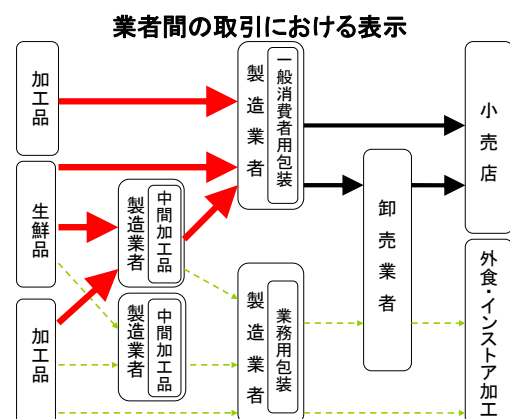 業者間の取引における表示
加工品
製造業者
一般消費者用包装
小売店
生鮮品
製造業者
中間加工品
卸売業者
加工品
製造業者
中間加工品
製造業者
業務用包装
外食・インストア加工